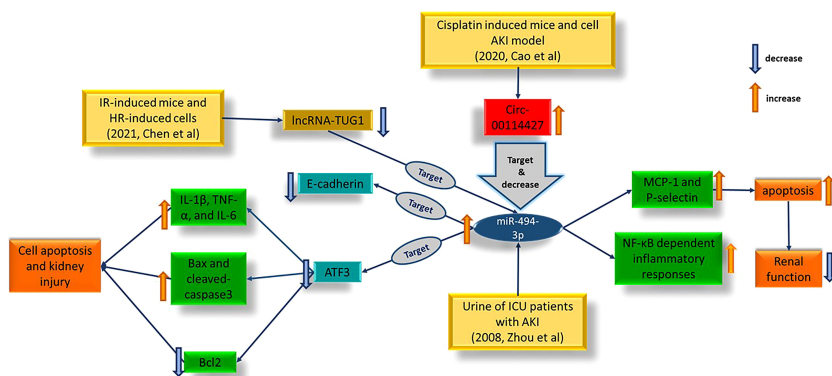 Cisplatin induced mice and cell
AKI model
(2020, Cao et al)
decrease
increase
IR-induced mice and
HR-induced cells
(2021, Chen et al)
lncRNA-TUG1
Circ-
00114427
Target
&
decrease
Target
E-cadherin
Target
miR-494-
3p
MCP-1 and
P-selectin
apoptosis
IL-1β, TNF-
α, and IL-6
Target
NF-κB dependent
inflammatory
responses
Renal
function
Cell apoptosis
and kidney
injury
Bax and
cleaved-
caspase3
ATF3
Urine of ICU patients
with AKI
(2008, Zhou et al)
Bcl2